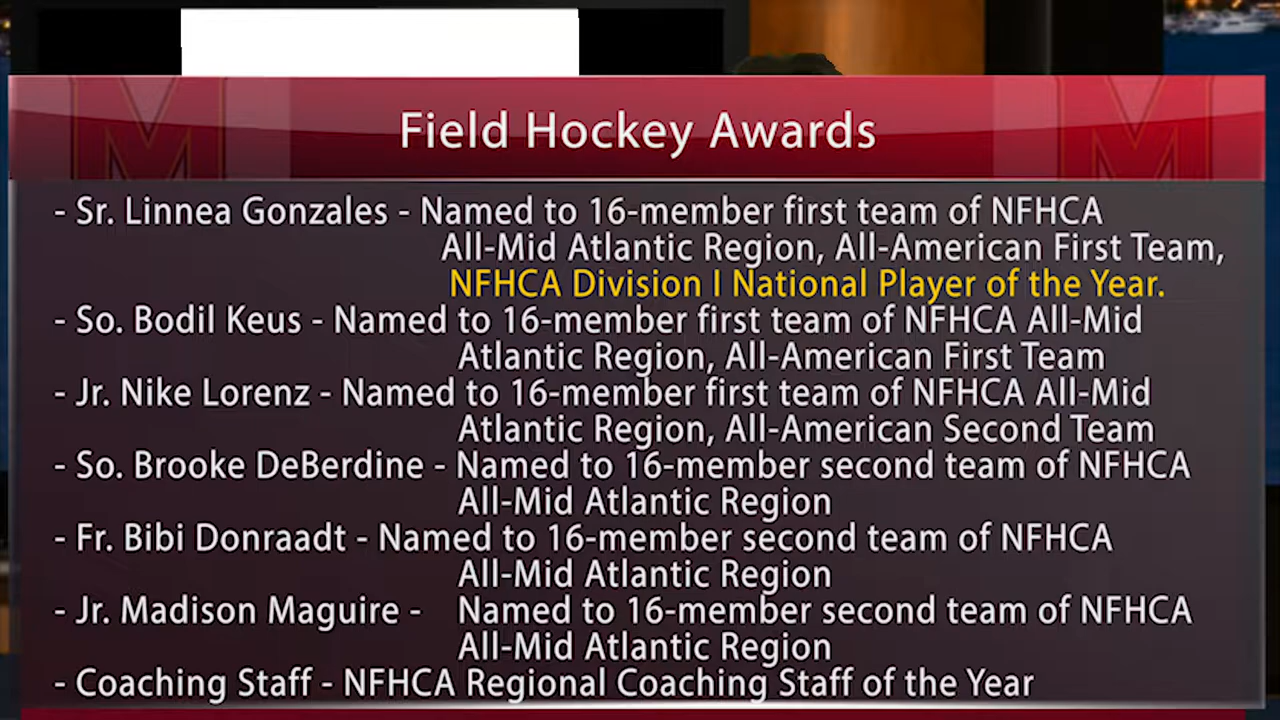 Field Hockey Awards
- Sr. Linnea Gonzales - Named to 16-member first team of NFHCA
All-Mid Atlantic Region, All-American First Team,
NFHCA Division I National Player of the Year.
- So. Bodil Keus - Named to 16-member first team of NFHCA All-Mid
Atlantic Region, All-American First Team
- Jr. Nike Lorenz - Named to 16-member first team of NFHCA All-Mid
Atlantic Region, All-American Second Team
- So. Brooke DeBerdine - Named to 16-member second team of NFHCA
All-Mid Atlantic Region
- Fr. Bibi Donraadt - Named to 16-member second team of NFHCA
All-Mid Atlantic Region
- Jr. Madison Maguire - Named to 16-member second team of NFHCA
All-Mid Atlantic Region
- Coaching Staff - NFHCA Regional Coaching Staff of the Year